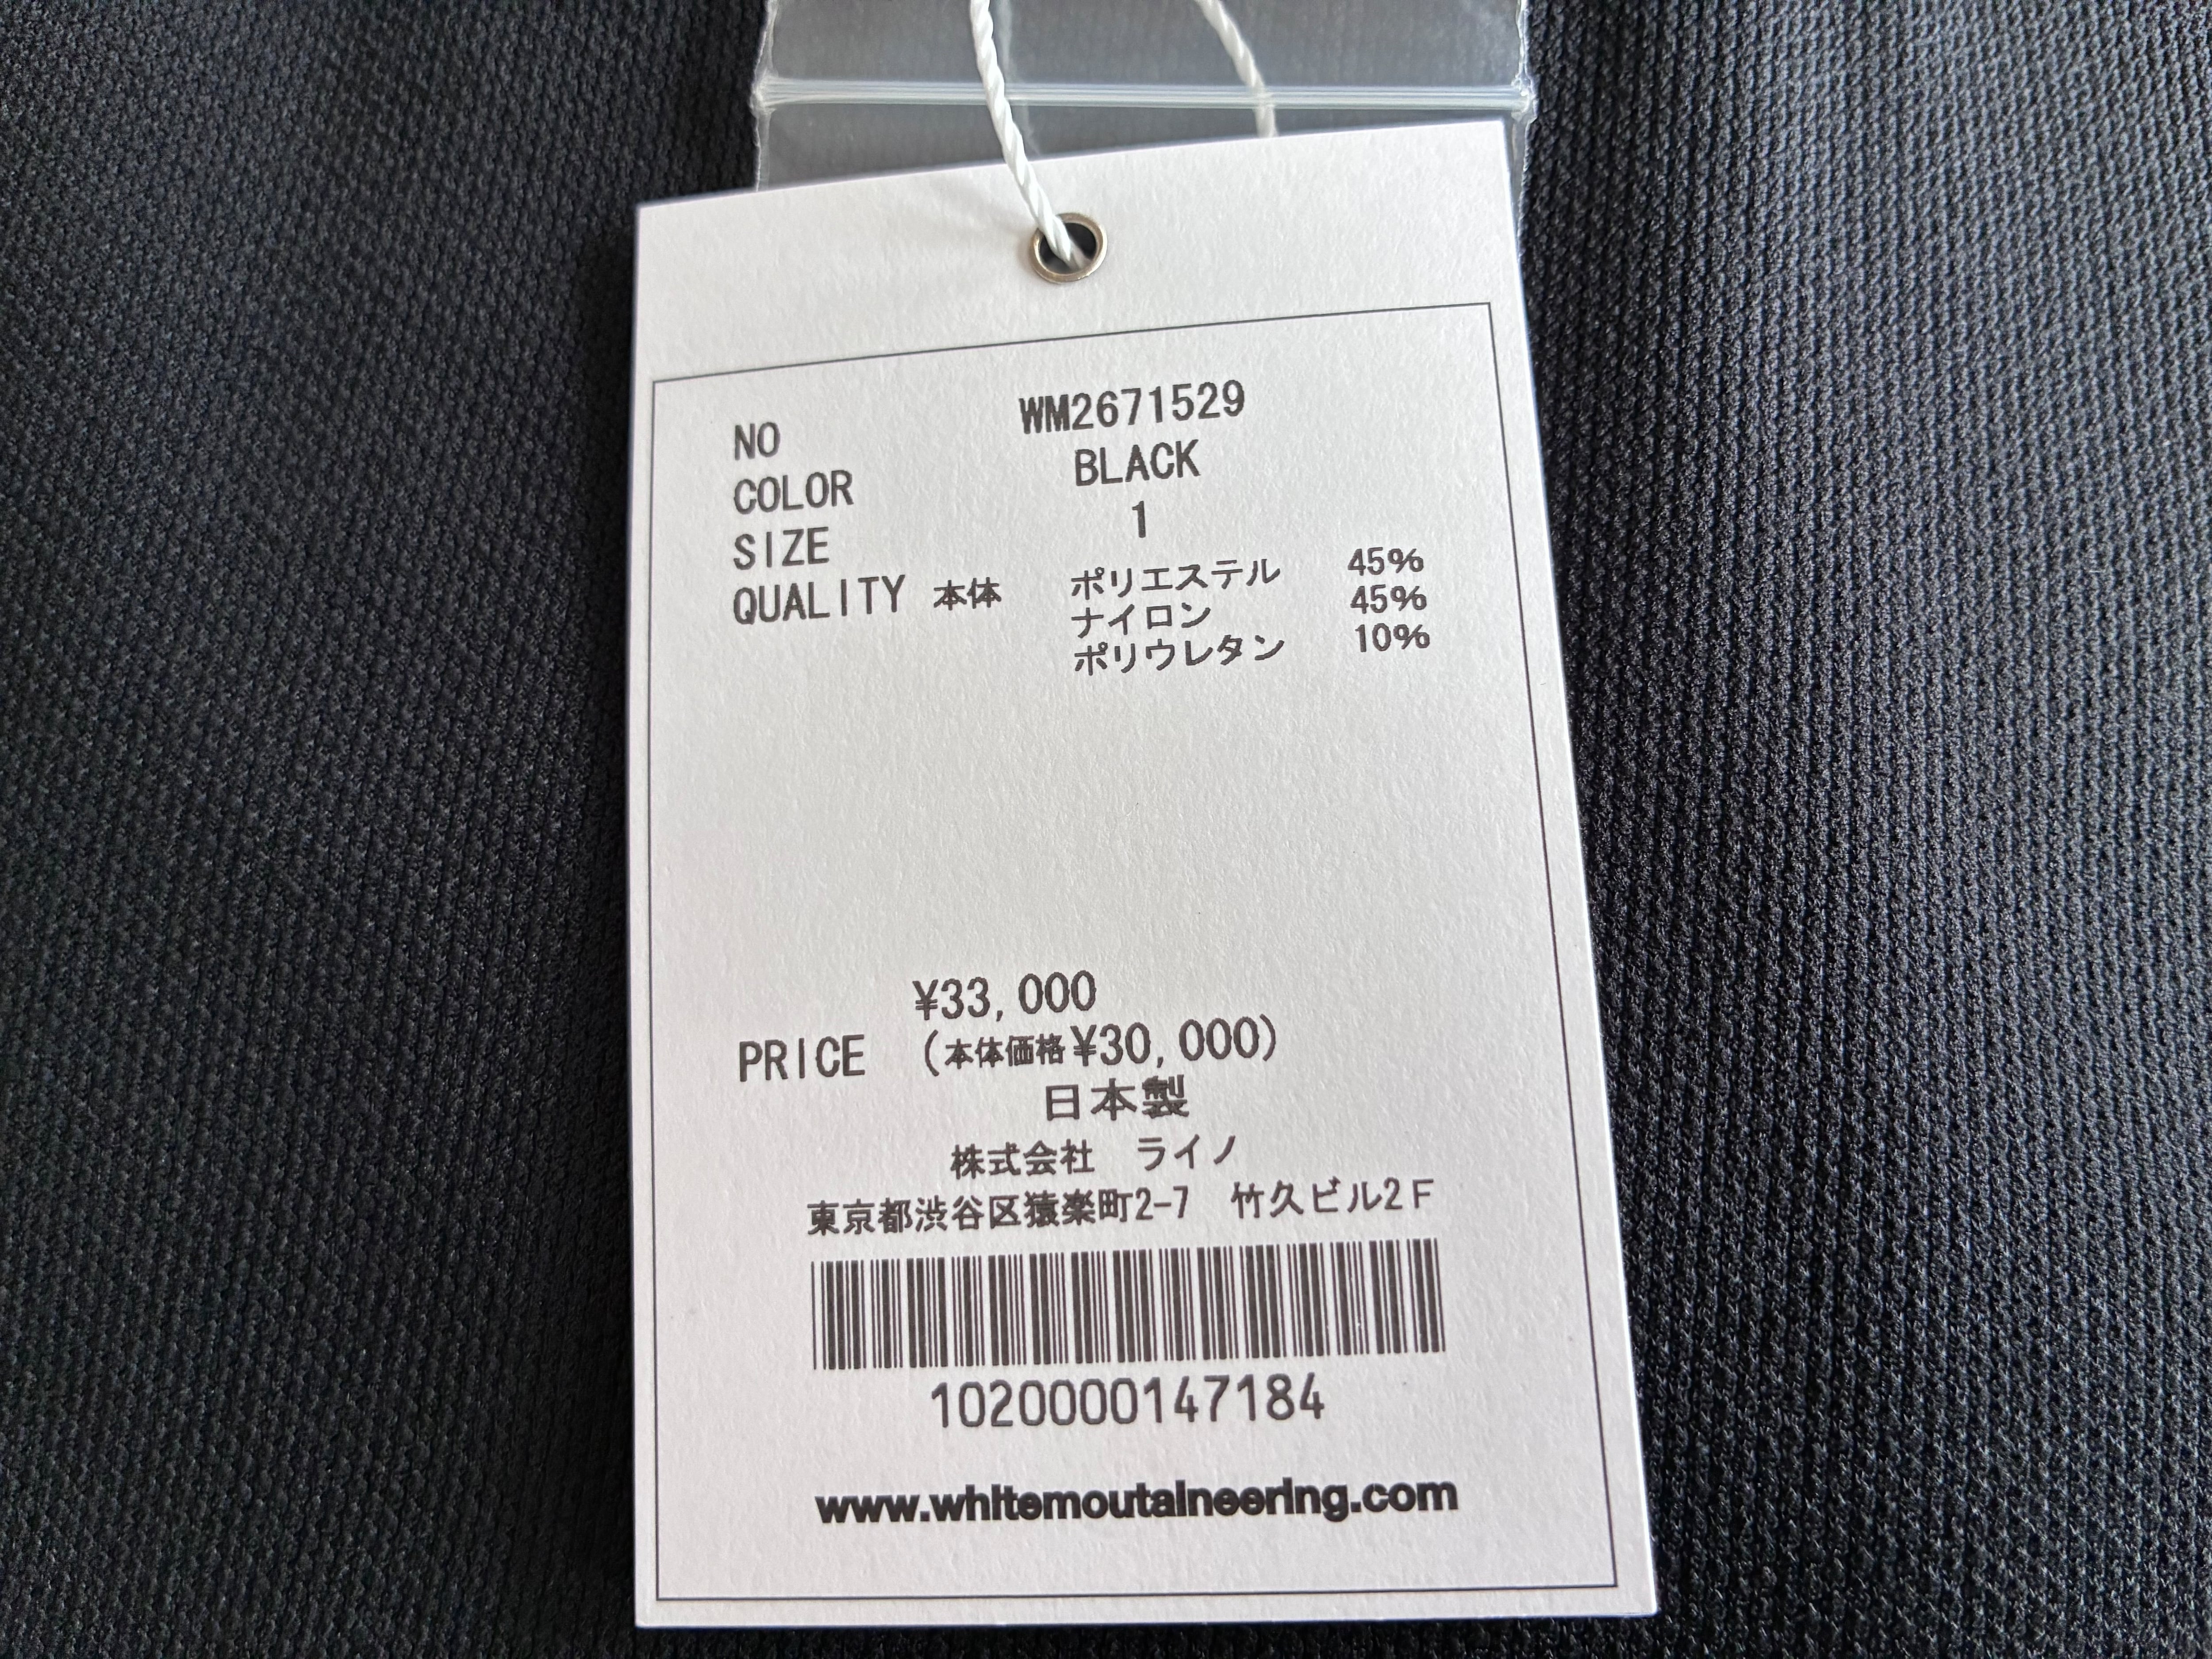 NO WM2671529
COLOR BLACK
SIZE 1
QUALITY 本体 ポリエステル 45%
ナイロン 45%
ポリウレタン 10%
¥33,000
PRICE (本体価格¥30,000)
日本製
株式会社 ライノ
東京都渋谷区猿楽町2-7 竹久ビル2F
1020000147184
www.whitemoutaineering.com